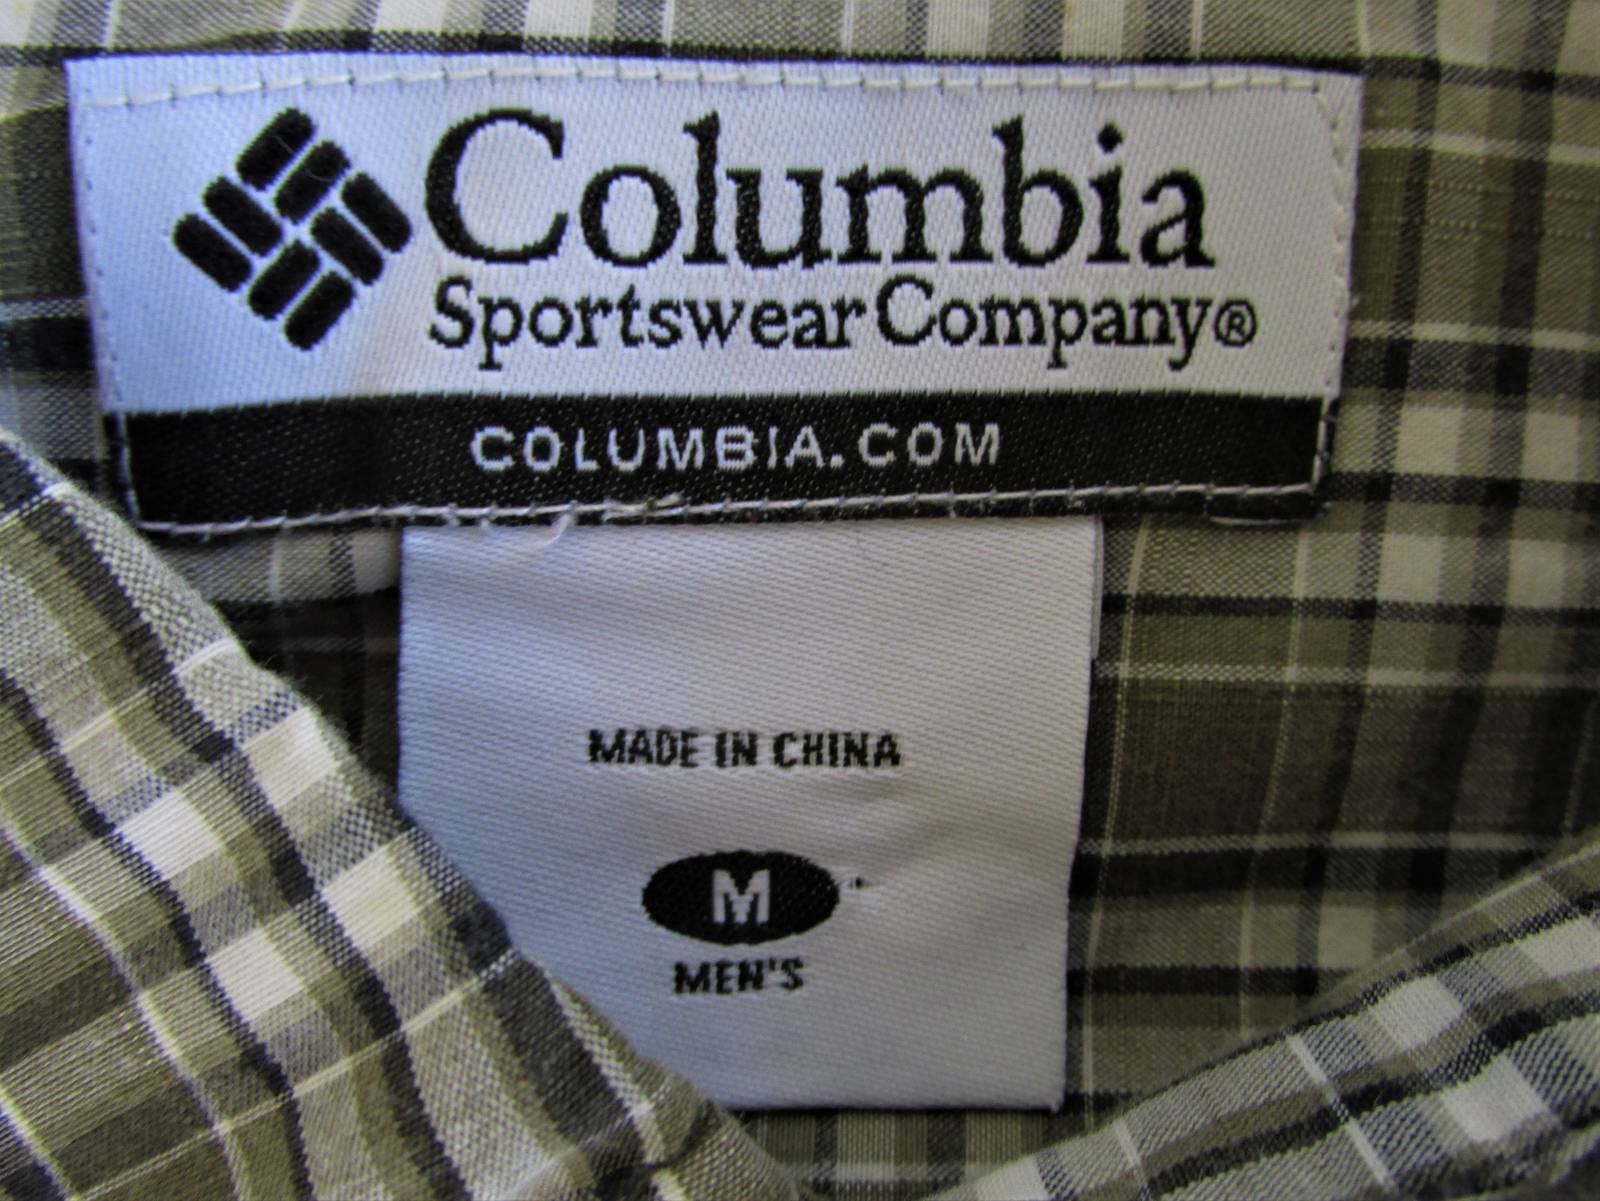 Columbia
Sportswear Company®
COLUMBIA.COM
MADE IN CHINA
M
MEN'S